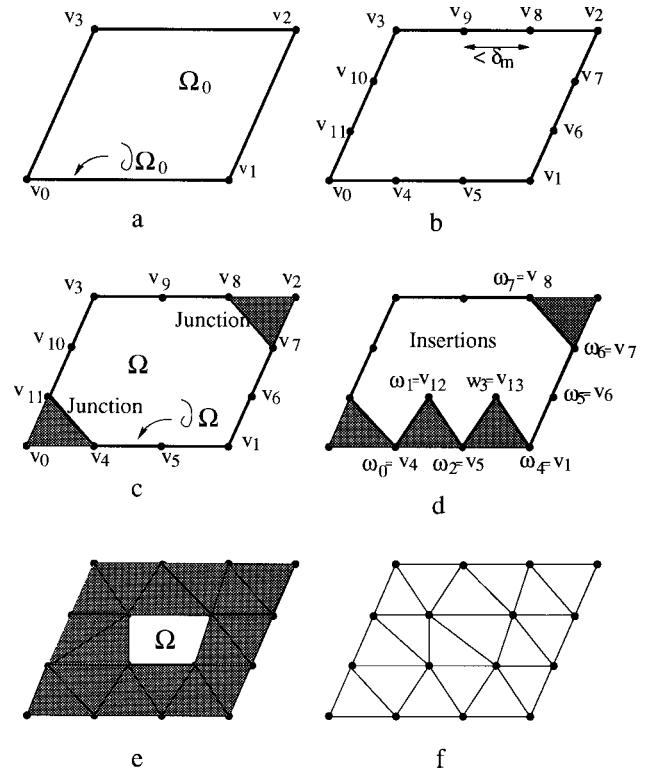 v3 v2
Ω0
∂Ω0
v0 v1
a
v3 v9 v8 v2
< δm
v10 v7
v11 v6
v0 v4 v5 v1
b
v3 v9 v8 v2
Junction
v10 Ω v7
v11 Junction v6
∂Ω
v0 v4 v5 v1
c
ω7=v8
Insertions
ω6=v7
ω1=v12 w3=v13
ω5=v6
ω0=v4 ω2=v5 ω4=v1
d
Ω
e
f